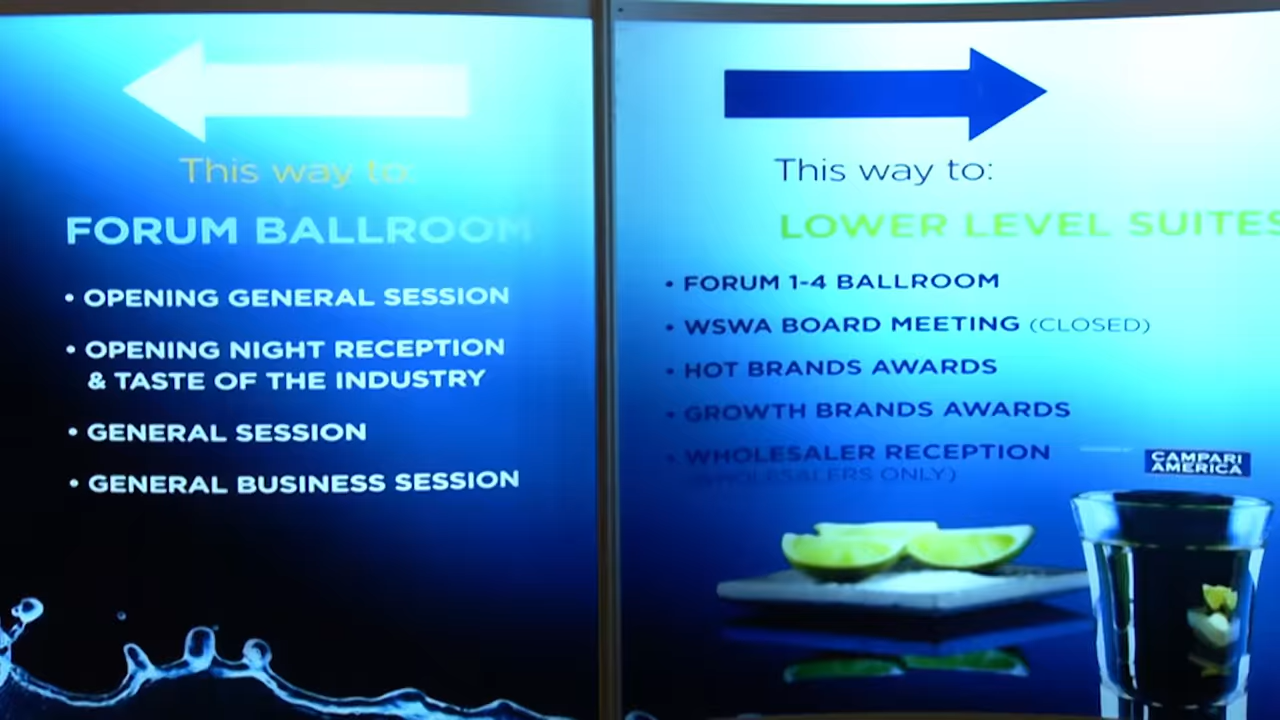 This way to:
FORUM BALLROOM
• OPENING GENERAL SESSION
• OPENING NIGHT RECEPTION
& TASTE OF THE INDUSTRY
• GENERAL SESSION
• GENERAL BUSINESS SESSION
This way to:
LOWER LEVEL SUITES
• FORUM 1-4 BALLROOM
• WSWA BOARD MEETING (CLOSED)
• HOT BRANDS AWARDS
• GROWTH BRANDS AWARDS
• WHOLESALER RECEPTION
(WHOLESALERS ONLY)
CAMPARI
AMERICA